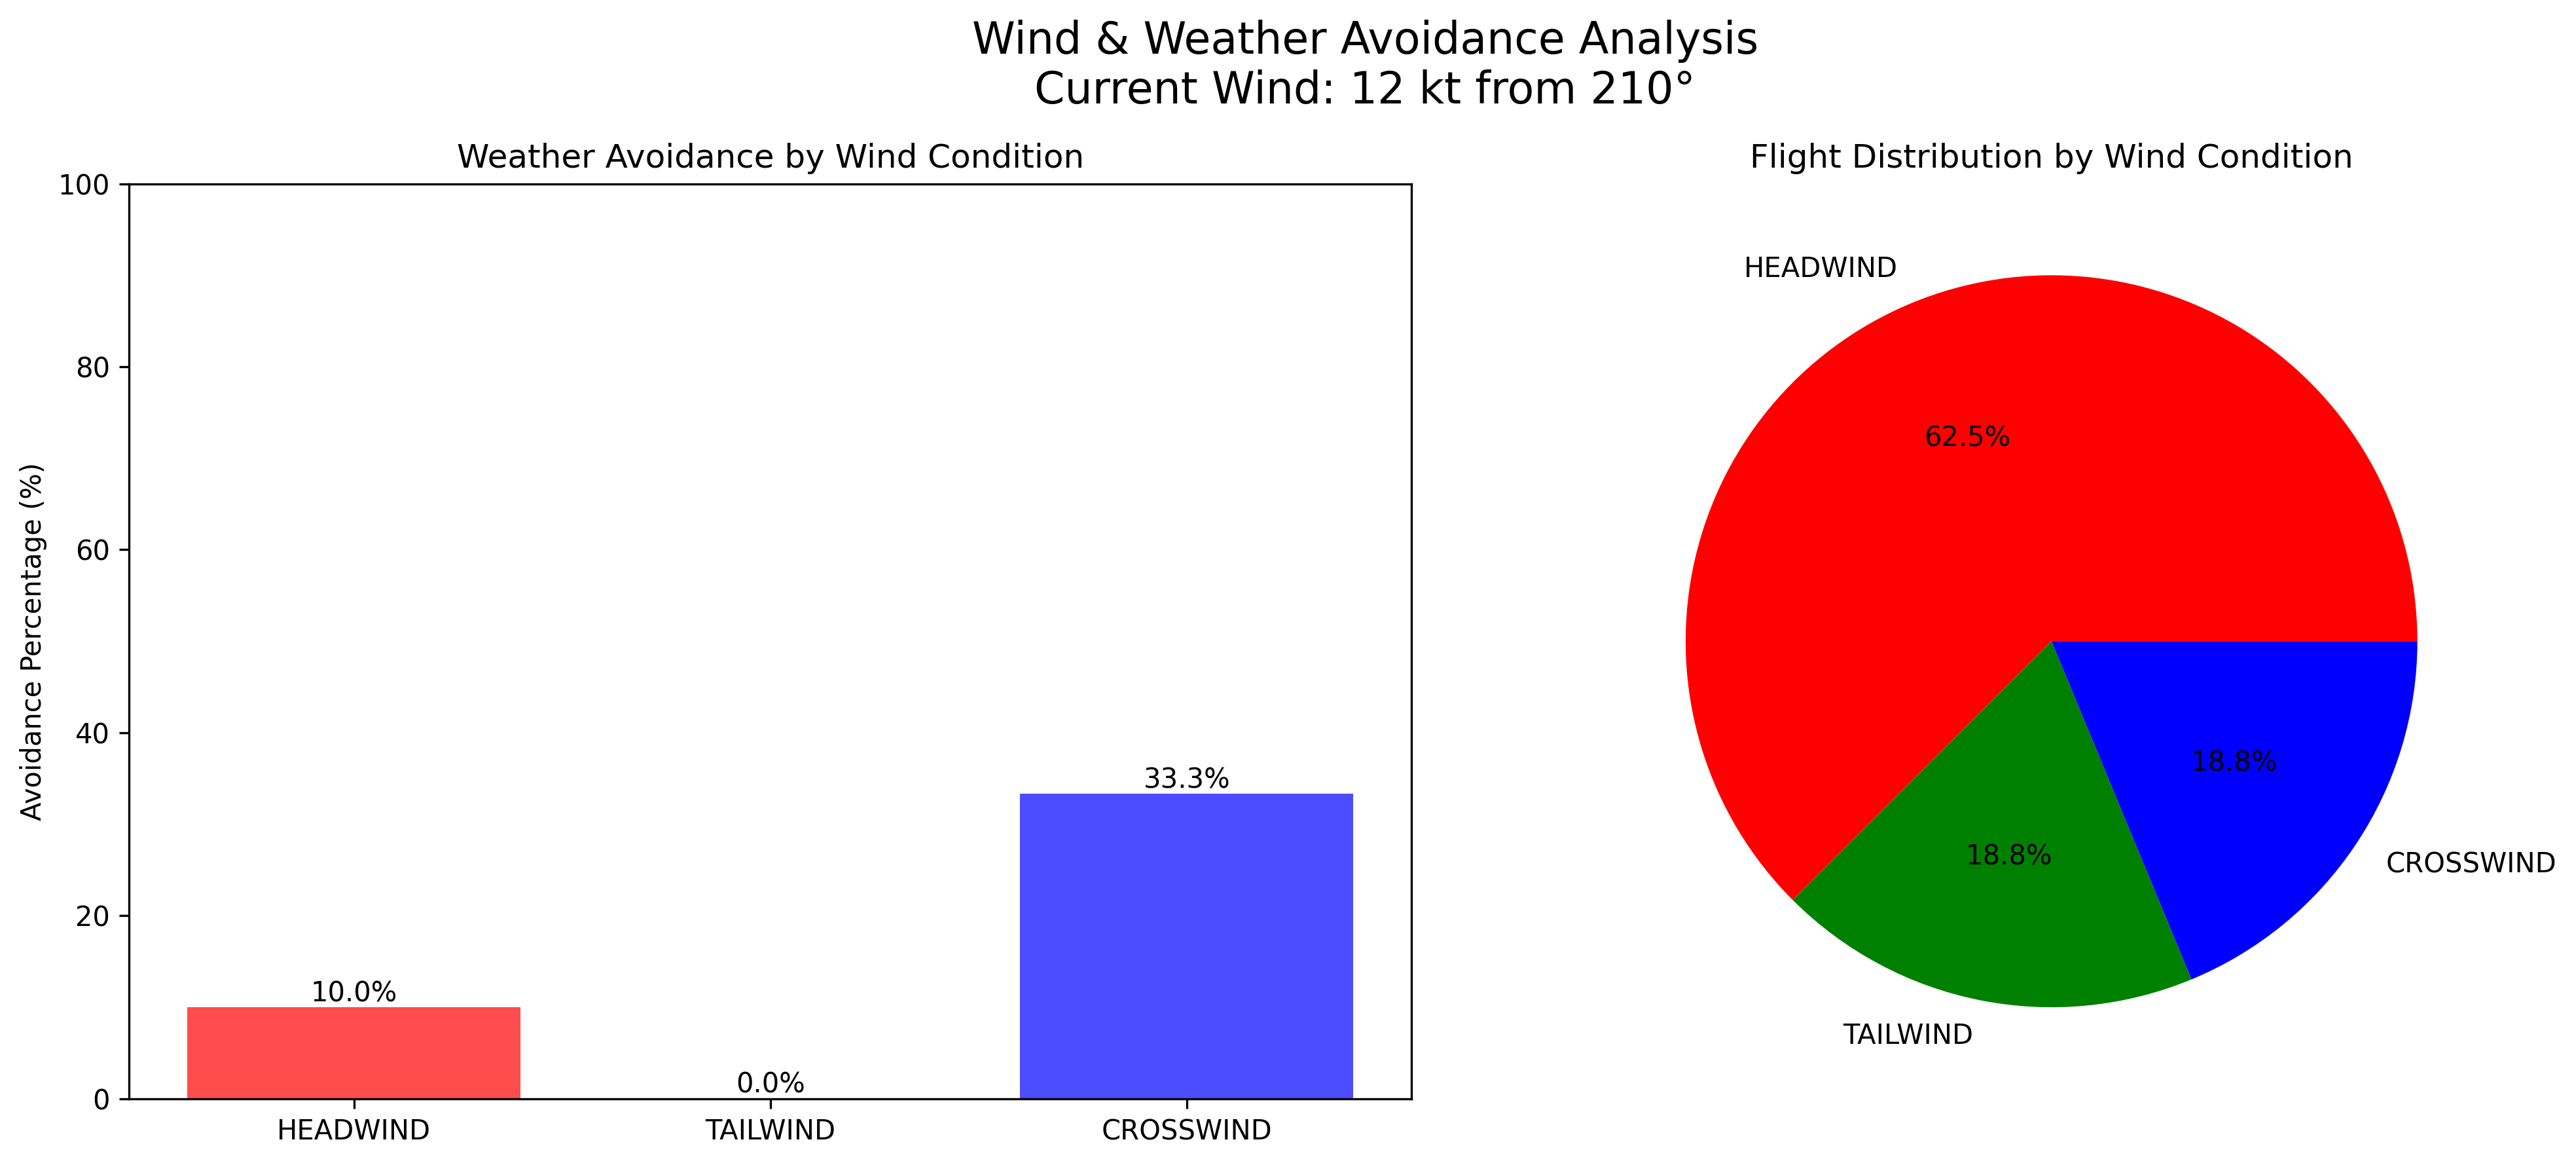 Wind & Weather Avoidance Analysis
Current Wind: 12 kt from 210°
Weather Avoidance by Wind Condition
Avoidance Percentage (%)
100
80
60
40
20
0
10.0%
0.0%
33.3%
HEADWIND
TAILWIND
CROSSWIND
Flight Distribution by Wind Condition
HEADWIND
62.5%
18.8%
18.8%
CROSSWIND
TAILWIND